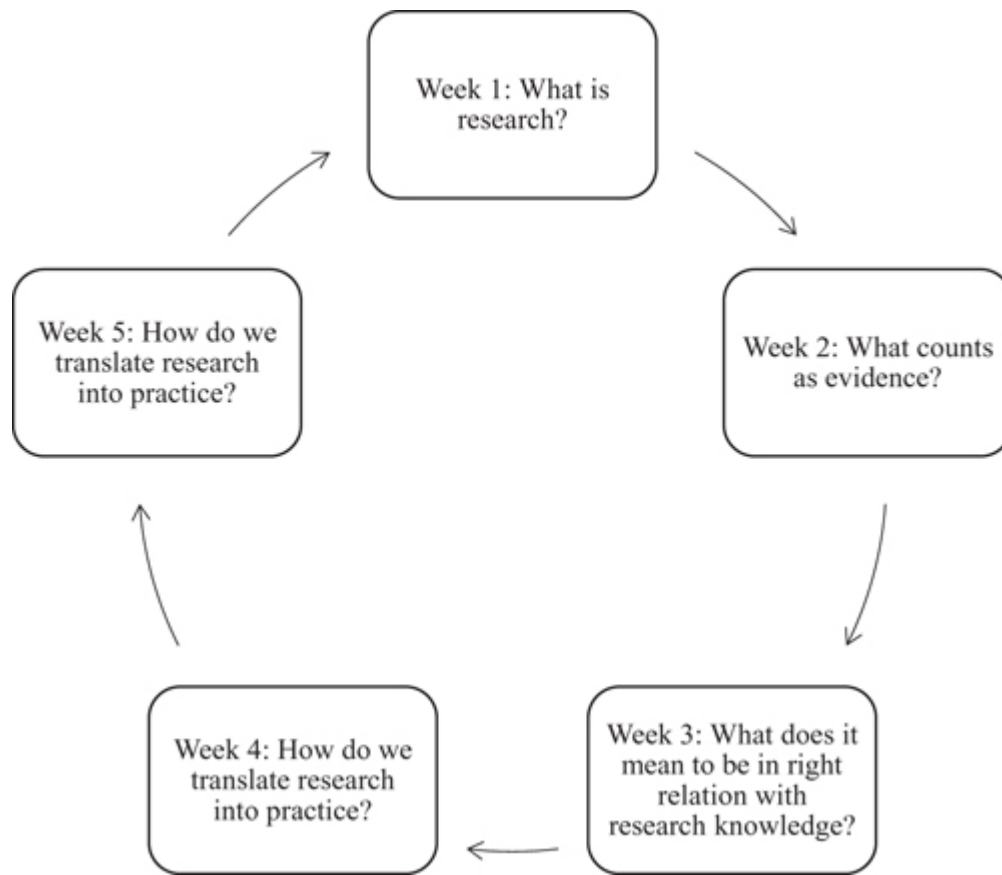 Week 1: What is
research?
Week 2: What counts
as evidence?
Week 3: What does it
mean to be in right
relation with
research knowledge?
Week 4: How do we
translate research
into practice?
Week 5: How do we
translate research
into practice?